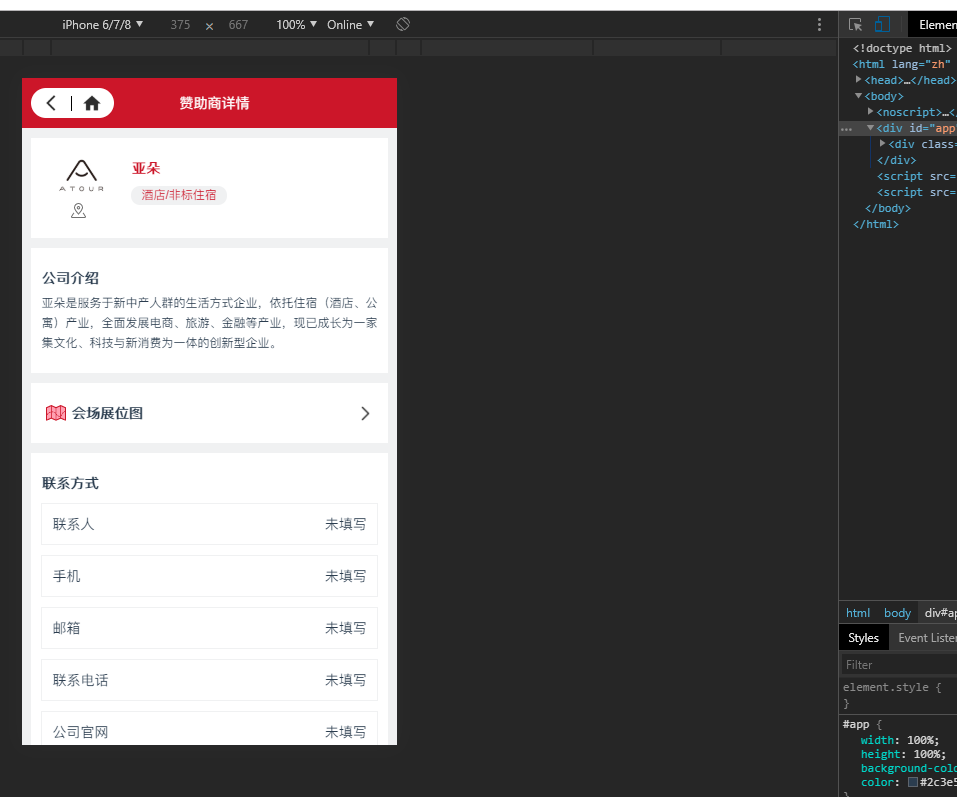 iPhone 6/7/8 ▼ 375 × 667 100% ▼ Online ▼
Elemen
赞助商详情
ATOUR
亚朵
酒店/非标住宿
公司介绍
亚朵是服务于新中产人群的生活方式企业，依托住宿（酒店、公
寓）产业，全面发展电商、旅游、金融等产业，现已成长为一家
集文化、科技与新消费为一体的创新型企业。
会场展位图
联系方式
联系人 未填写
手机 未填写
邮箱 未填写
联系电话 未填写
公司官网 未填写
<!doctype html>
<html lang="zh"
<head>…</head>
<body>
<noscript>…</
<div id="app
<div class=
</div>
<script src=
<script src=
</body>
</html>
html body div#ap
Styles Event Liste
Filter
element.style {
}
#app {
width: 100%;
height: 100%;
background-colo
color: #2c3e5
}